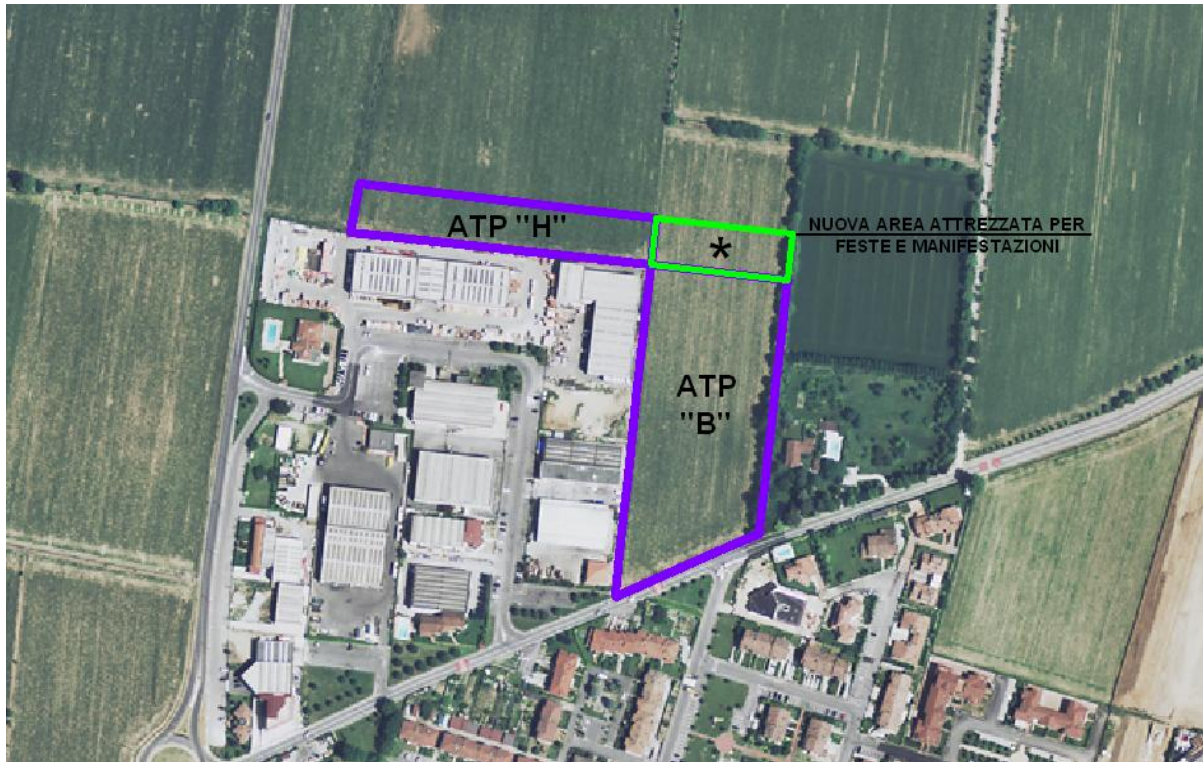 ATP "H"
NUOVA AREA ATTREZZATA PER
FESTE E MANIFESTAZIONI
*
ATP
"B"